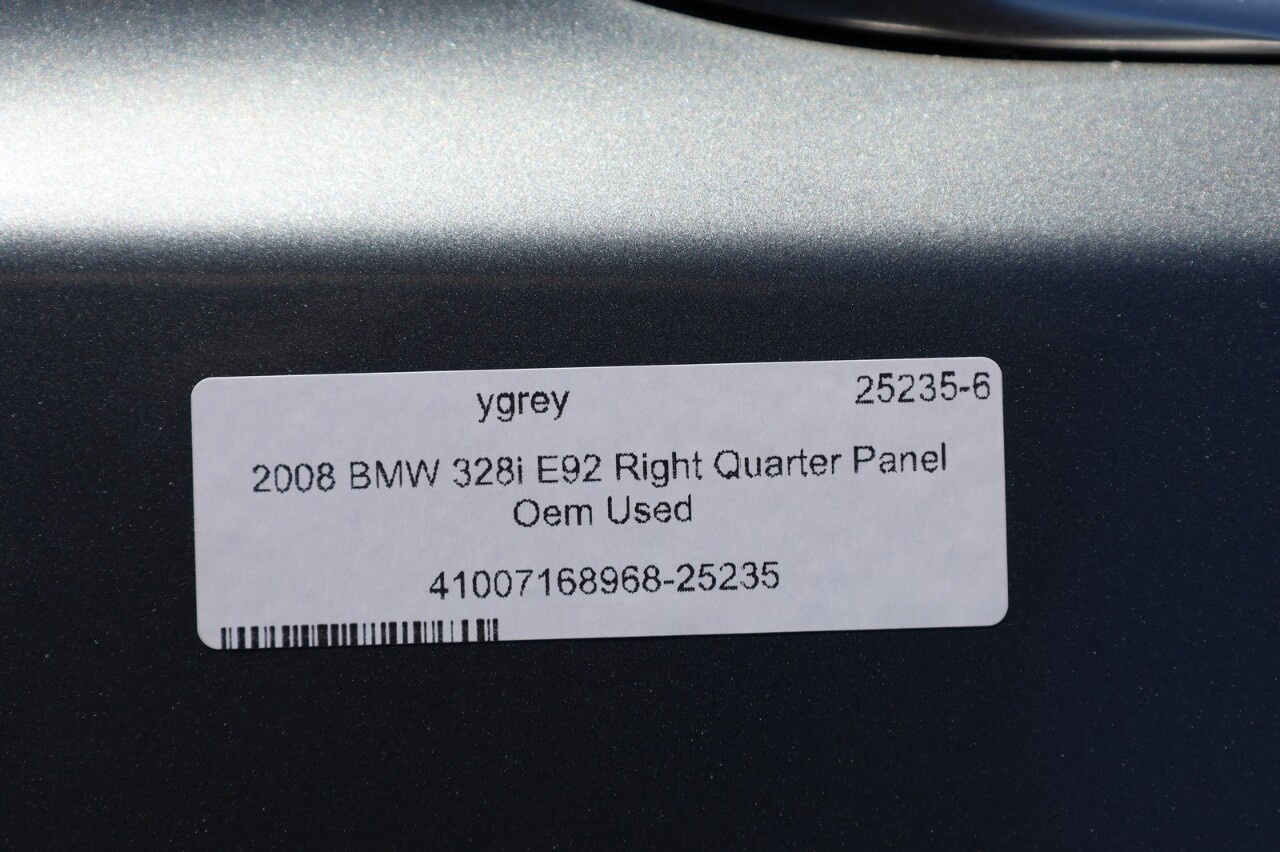 ygrey 25235-6
2008 BMW 328i E92 Right Quarter Panel
Oem Used
41007168968-25235